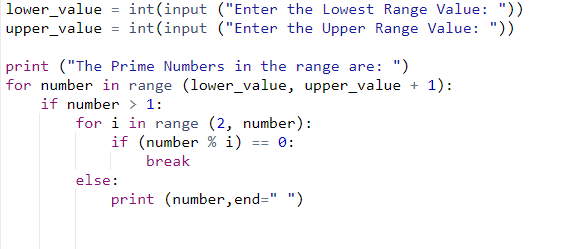 lower_value = int(input ("Enter the Lowest Range Value: "))
upper_value = int(input ("Enter the Upper Range Value: "))

print ("The Prime Numbers in the range are: ")
for number in range (lower_value, upper_value + 1):
    if number > 1:
        for i in range (2, number):
            if (number % i) == 0:
                break
        else:
            print (number,end=" ")